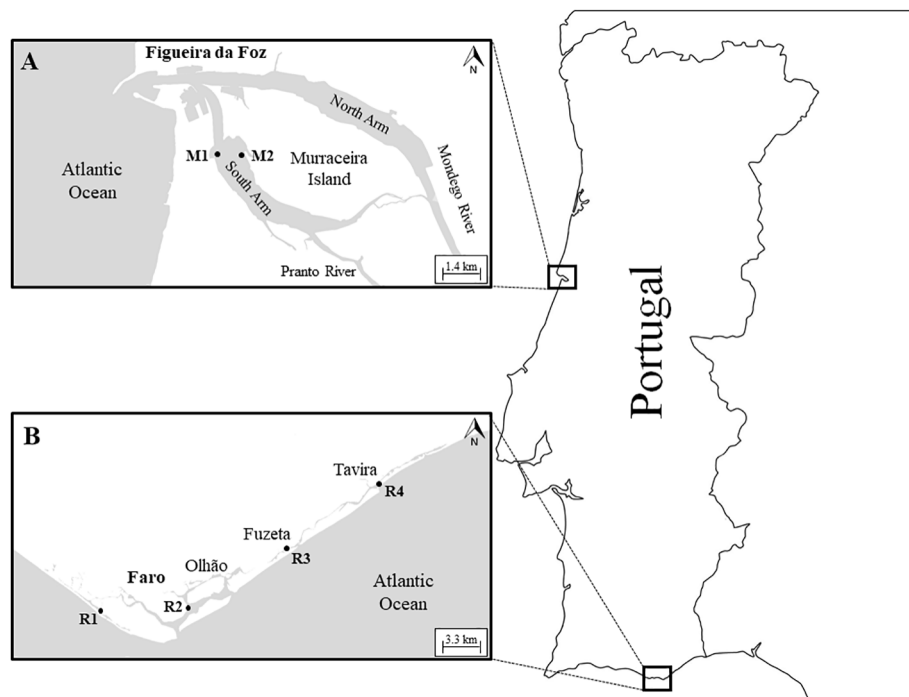 A
Figueira da Foz
N
North Arm
M1
M2
South Arm
Murraceira
Island
Mondego River
Atlantic
Ocean
Pranto River
1.4 km
Portugal
B
N
Tavira
R4
Fuzeta
R3
Olhão
Faro
R2
R1
Atlantic
Ocean
3.3 km